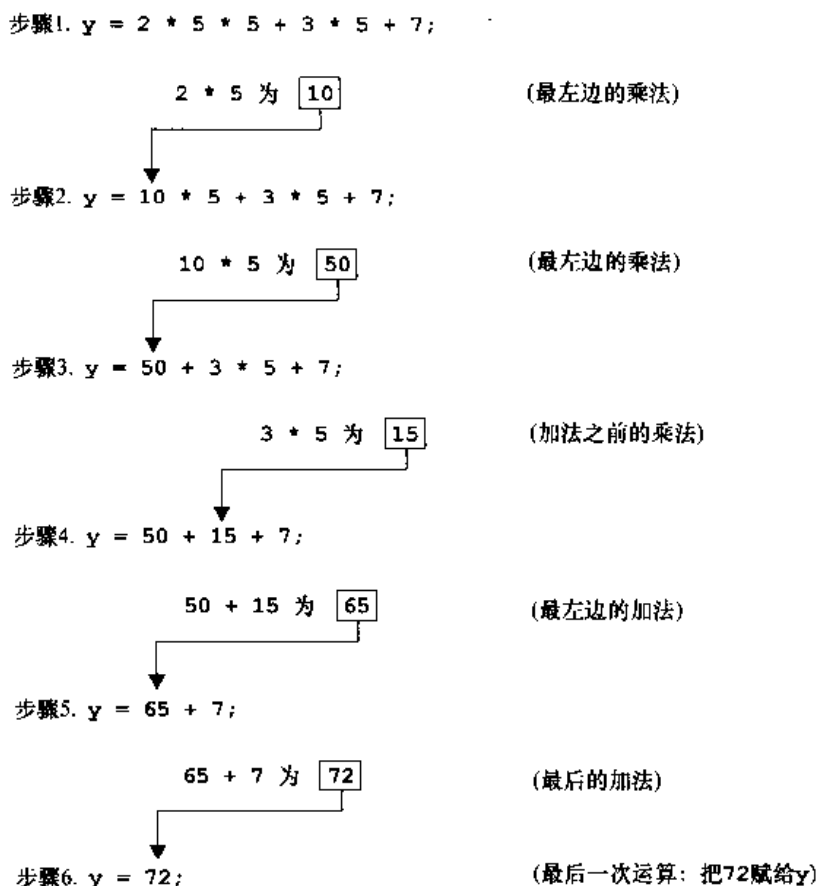 步骤1. y = 2 * 5 * 5 + 3 * 5 + 7;
2 * 5 为 10 (最左边的乘法)
步骤2. y = 10 * 5 + 3 * 5 + 7;
10 * 5 为 50 (最左边的乘法)
步骤3. y = 50 + 3 * 5 + 7;
3 * 5 为 15 (加法之前的乘法)
步骤4. y = 50 + 15 + 7;
50 + 15 为 65 (最左边的加法)
步骤5. y = 65 + 7;
65 + 7 为 72 (最后的加法)
步骤6. y = 72; (最后一次运算：把72赋给y)